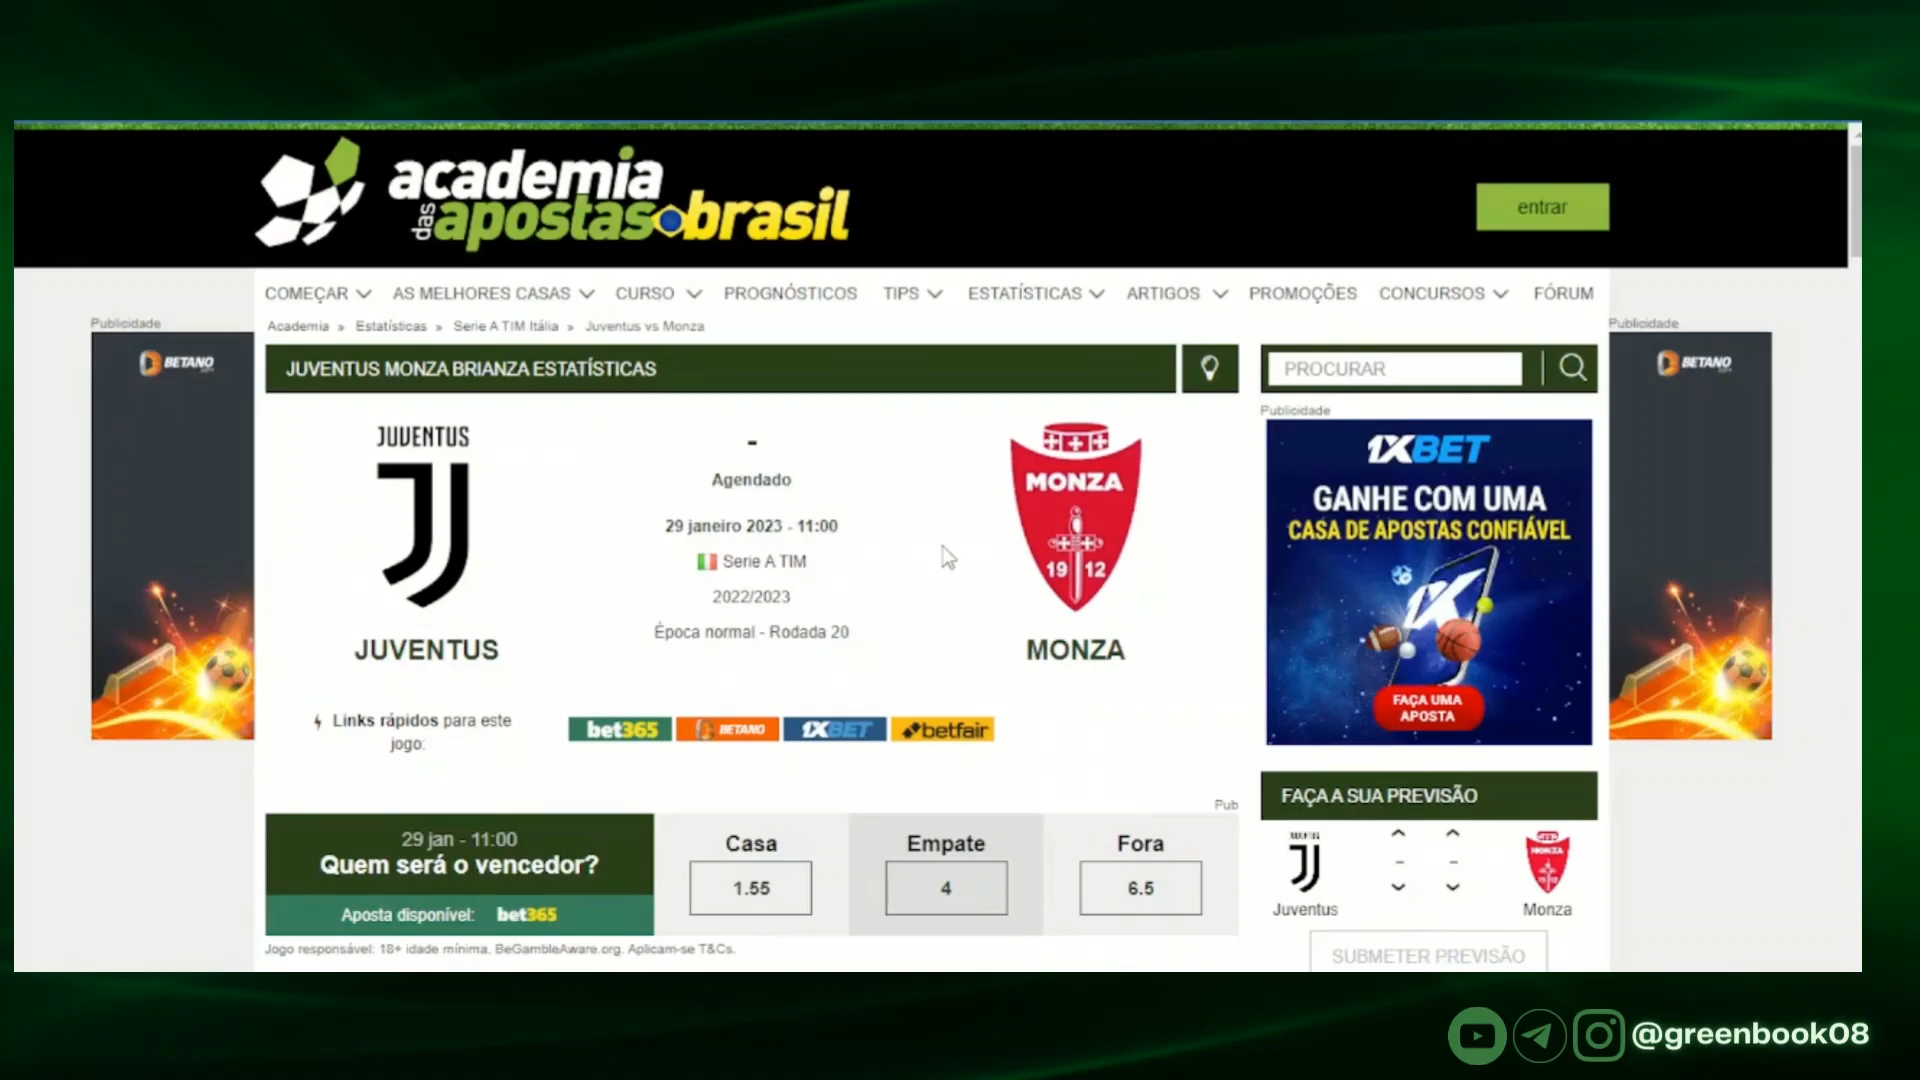 academia
das apostas brasil
entrar
COMEÇAR AS MELHORES CASAS CURSO PROGNÓSTICOS TIPS ESTATÍSTICAS ARTIGOS PROMOÇÕES CONCURSOS FÓRUM
Academia » Estatísticas » Serie A TIM Itália » Juventus vs Monza
Publicidade
BETANO
JUVENTUS MONZA BRIANZA ESTATÍSTICAS
PROCURAR
Publicidade
BETANO
Publicidade
1XBET
GANHE COM UMA
CASA DE APOSTAS CONFIÁVEL
FAÇA UMA
APOSTA
JUVENTUS
JUVENTUS
-
Agendado
29 janeiro 2023 - 11:00
Serie A TIM
2022/2023
Época normal - Rodada 20
MONZA
19 12
MONZA
Links rápidos para este
jogo:
bet365 BETANO 1XBET betfair
Pub
29 jan - 11:00
Quem será o vencedor?
Aposta disponível: bet365
Casa Empate Fora
1.55 4 6.5
Jogo responsável: 18+ idade mínima, BeGambleAware.org. Aplicam-se T&Cs.
FAÇA A SUA PREVISÃO
JUVENTUS
- -
MONZA
Juventus Monza
SUBMETER PREVISÃO
@greenbook08